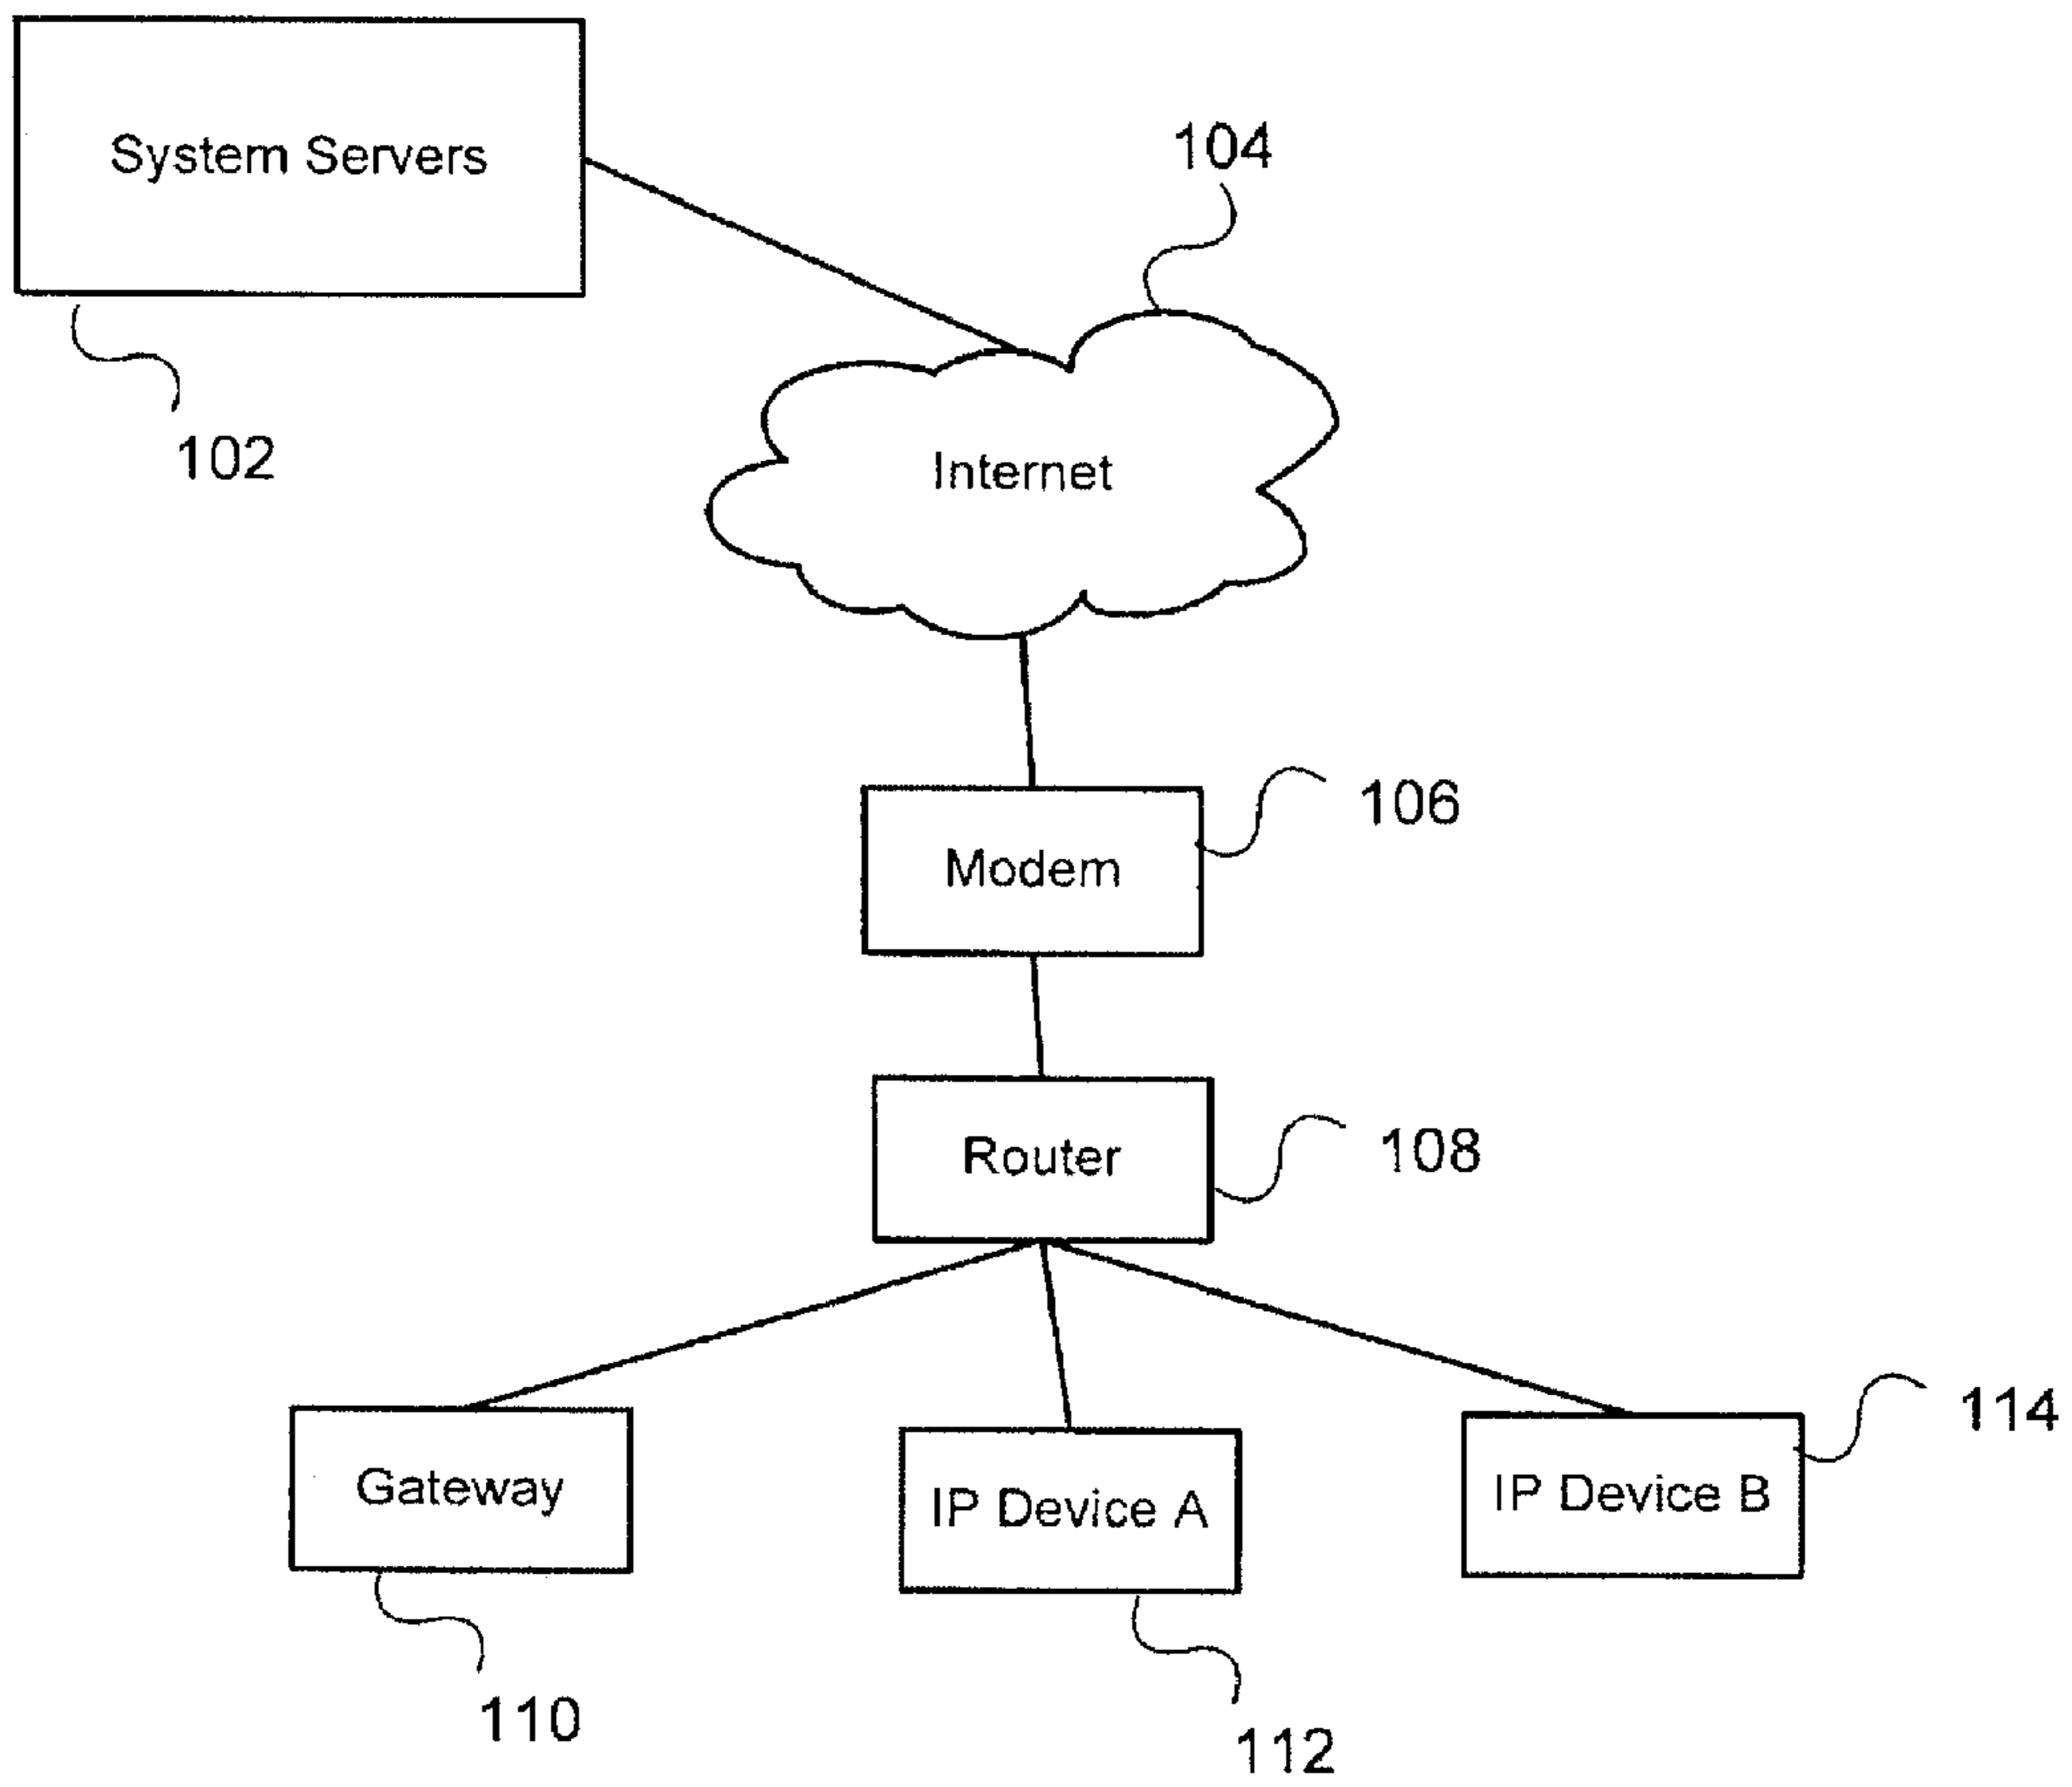 System Servers
104
102
Internet
106
Modem
108
Router
114
Gateway
IP Device A
IP Device B
110
112